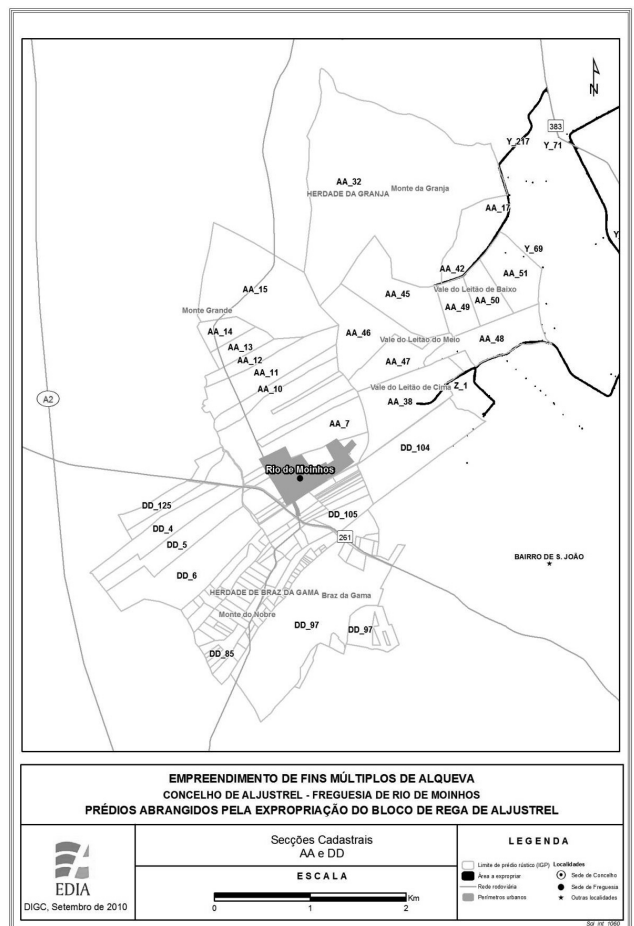 N
383
Y_217
Y_71
AA_32
HERDADE DA GRANJA
Monte da Granja
AA_17
Y
Y_69
AA_42
AA_51
AA_15
AA_45
Vale do Leitão de Baixo
AA_50
AA_49
Monte Grande
AA_14
AA_46
Vale do Leitão do Meio
AA_48
AA_13
AA_12
AA_47
AA_11
AA_10
Vale do Leitão de Cima
Z_1
A2
AA_38
AA_7
DD_104
Rio de Moinhos
DD_125
DD_105
DD_4
261
DD_5
BAIRRO DE S. JOÃO
DD_6
HERDADE DE BRAZ DA GAMA
Braz da Gama
Monte do Nobre
DD_97
DD_97
DD_85
EMPREENDIMENTO DE FINS MÚLTIPLOS DE ALQUEVA
CONCELHO DE ALJUSTREL - FREGUESIA DE RIO DE MOINHOS
PRÉDIOS ABRANGIDOS PELA EXPROPRIAÇÃO DO BLOCO DE REGA DE ALJUSTREL
EDIA
DIGC, Setembro de 2010
Secções Cadastrais
AA e DD
ESCALA
Km
0 1 2
LEGENDA
Limite de prédio rústico (IGP)
Área a expropriar
Rede rodoviária
Perímetros urbanos
Localidades
Sede de Concelho
Sede de Freguesia
Outras localidades
Sol_int_1060